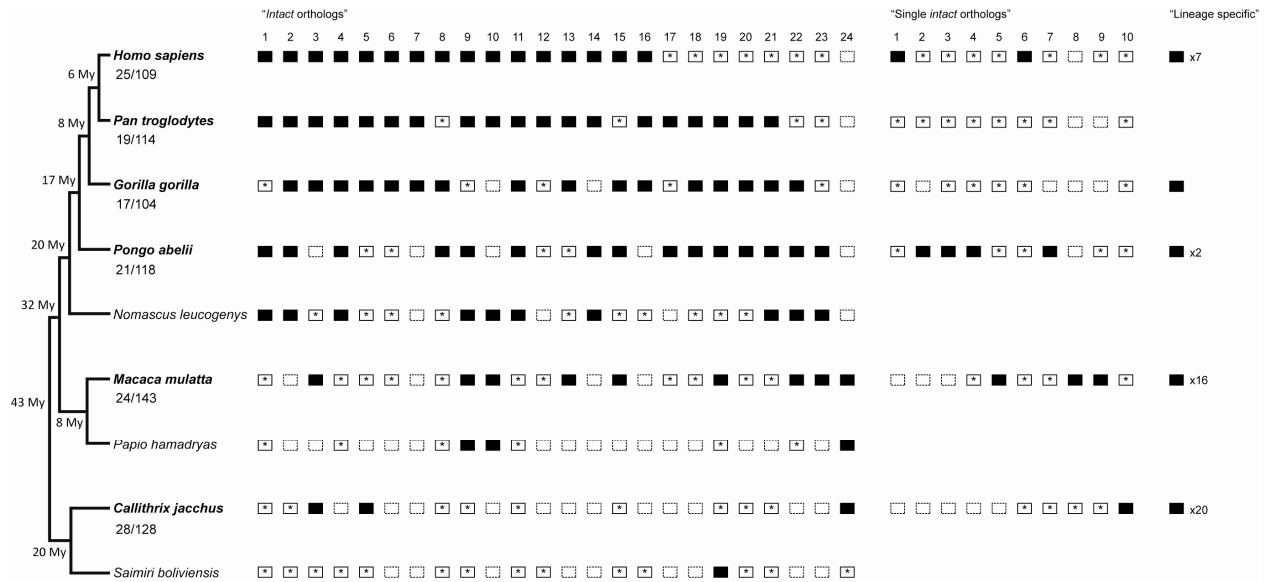 “Intact orthologs” “Single intact orthologs” “Lineage specific”
1 2 3 4 5 6 7 8 9 10 11 12 13 14 15 16 17 18 19 20 21 22 23 24 1 2 3 4 5 6 7 8 9 10
Homo sapiens * * * * * * * * * * * * * * x7
25/109
6 My
Pan troglodytes * * * * * * * * * * * * *
19/114
8 My
Gorilla gorilla * * * * * * * * * * *
17/104
17 My
Pongo abelii * * * * * * * * * x2
21/118
20 My
Nomascus leucogenys * * * * * * * * * *
32 My
Macaca mulatta * * * * * * * * * * * * * * * * x16
24/143
43 My
8 My
Papio hamadryas * * * * * *
Callithrix jacchus * * * * * * * * * * * * * x20
28/128
20 My
Saimiri boliviensis * * * * * * * * * * * *